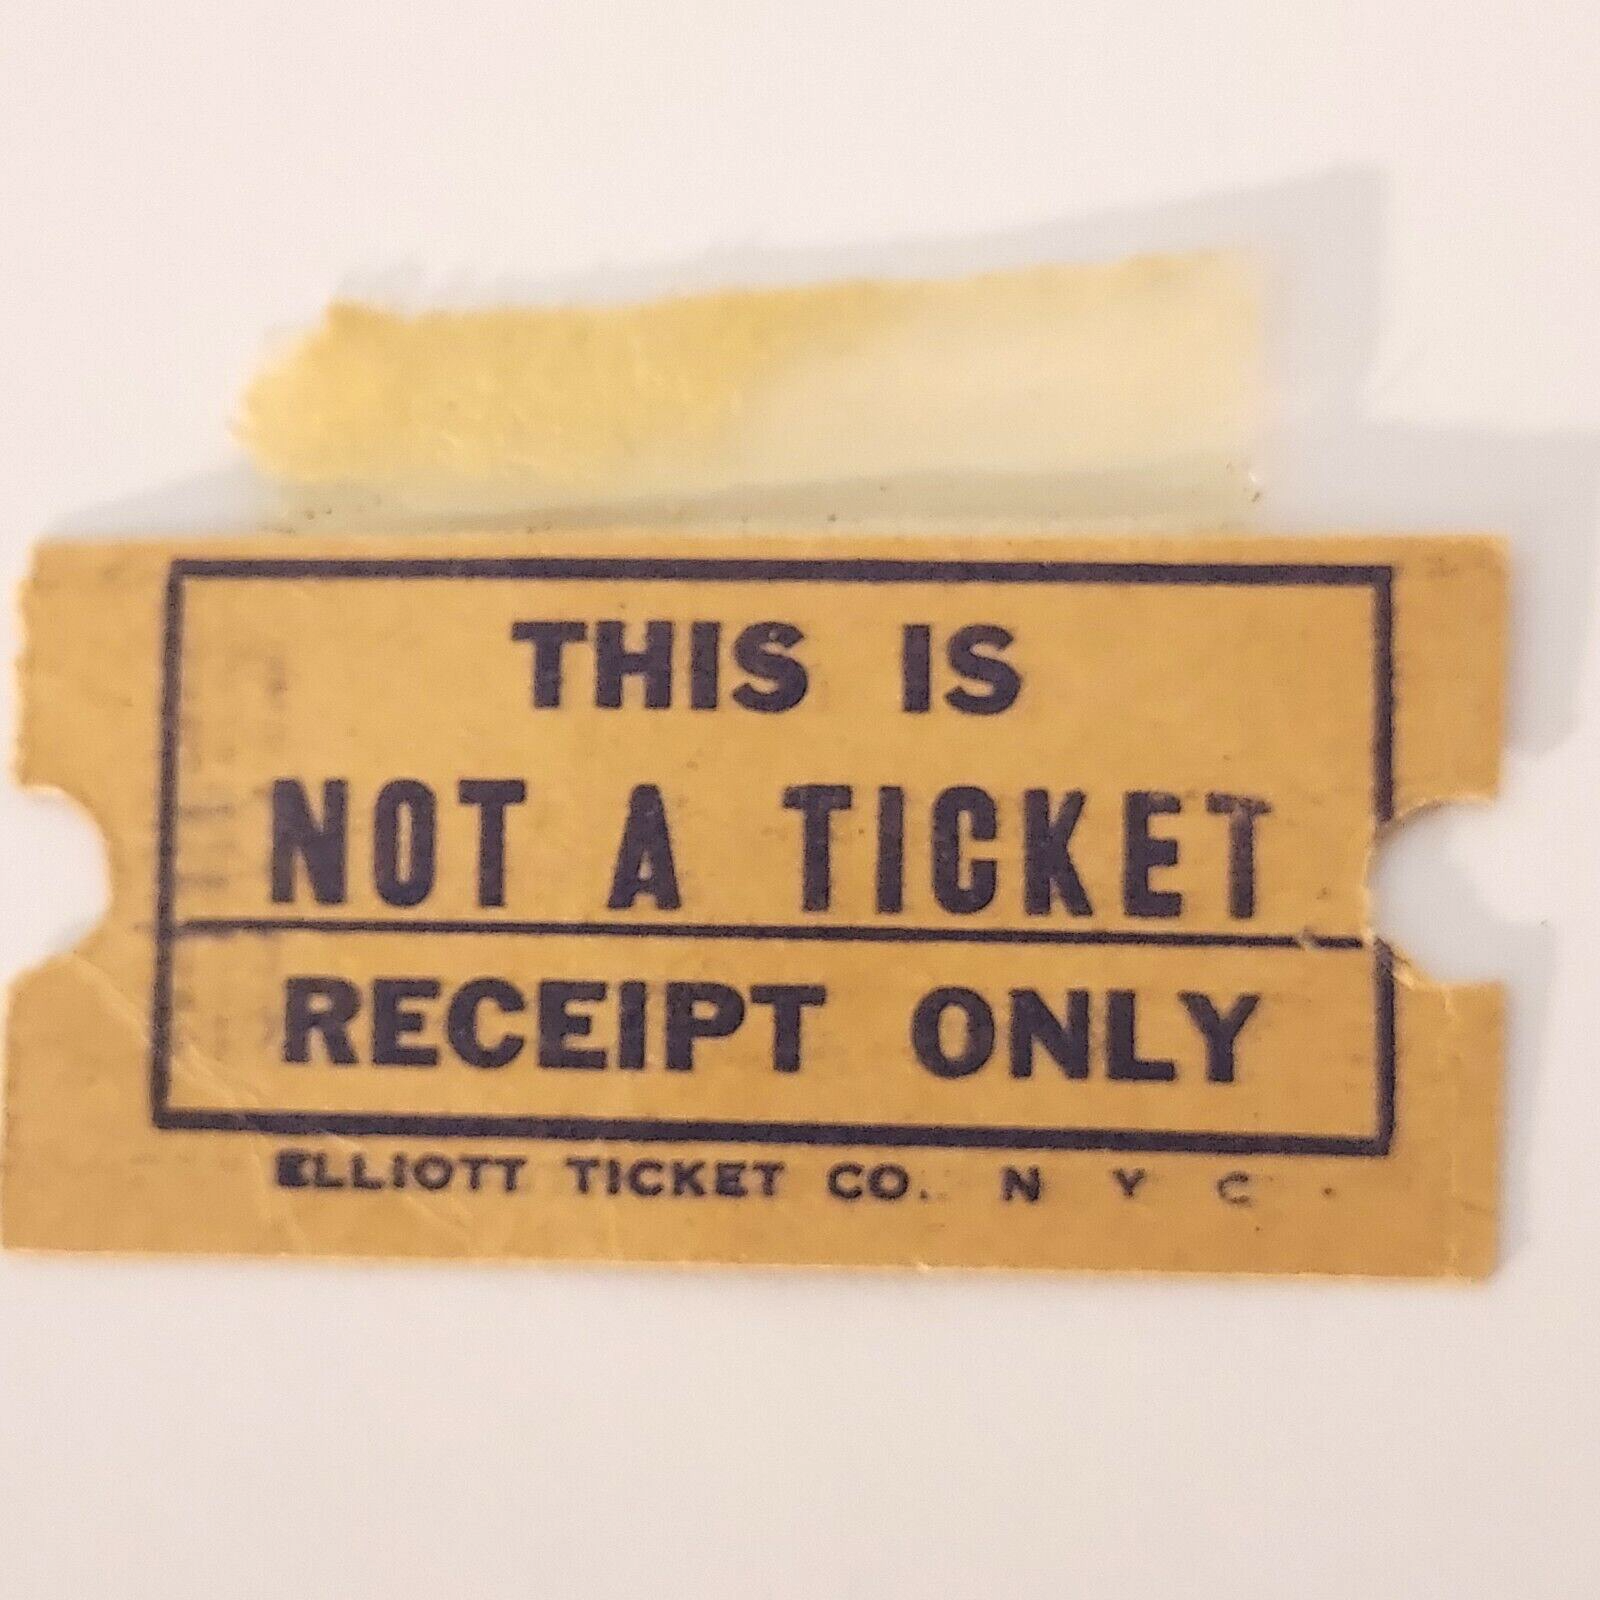 THIS IS
NOT A TICKET
RECEIPT ONLY
ELLIOTT TICKET CO. N Y C .